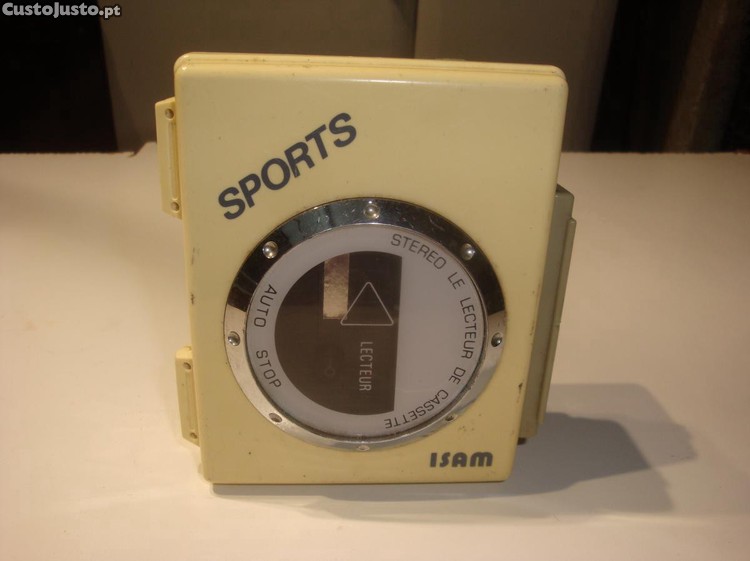 CustoJusto.pt
SPORTS
STEREO LE LECTEUR DE CASSETTE
AUTO STOP
LECTEUR
ISAM